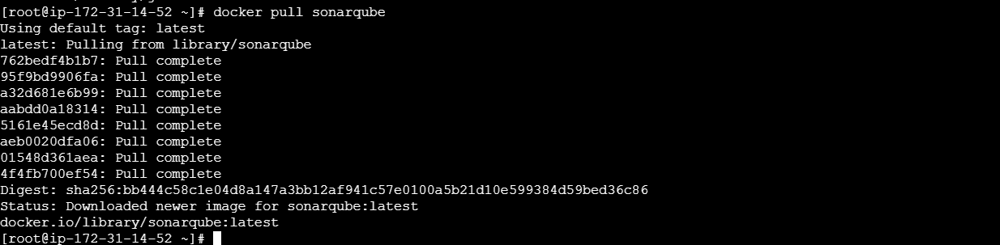 [root@ip-172-31-14-52 ~]# docker pull sonarqube
Using default tag: latest
latest: Pulling from library/sonarqube
762bedf4b1b7: Pull complete
95f9bd9906fa: Pull complete
a32d681e6b99: Pull complete
aabdd0a18314: Pull complete
5161e45ecd8d: Pull complete
aeb0020dfa06: Pull complete
01548d361aea: Pull complete
4f4fb700ef54: Pull complete
Digest: sha256:bb444c58c1e04d8a147a3bb12af941c57e0100a5b21d10e599384d59bed36c86
Status: Downloaded newer image for sonarqube:latest
docker.io/library/sonarqube:latest
[root@ip-172-31-14-52 ~]#